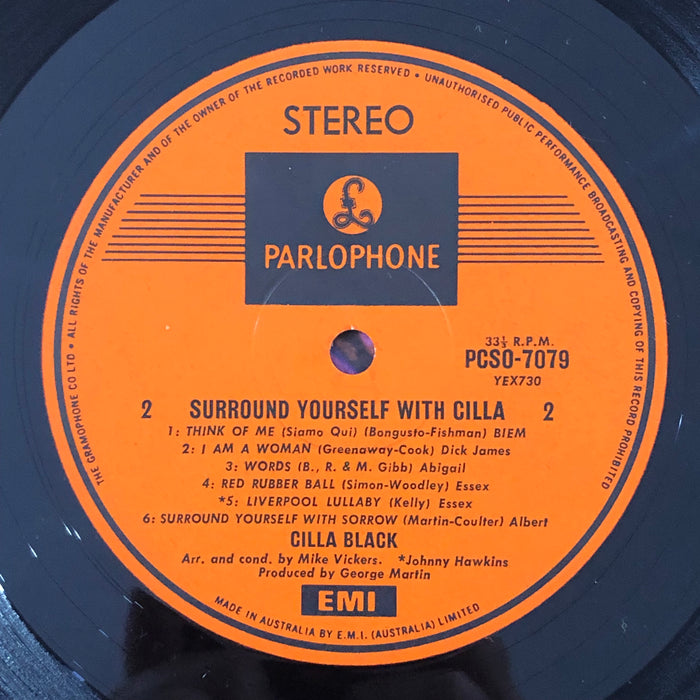 THE GRAMOPHONE CO LTD • ALL RIGHTS OF THE MANUFACTURER AND OF THE OWNER OF THE RECORDED WORK RESERVED • UNAUTHORISED PUBLIC PERFORMANCE BROADCASTING AND COPYING OF THIS RECORD PROHIBITED
STEREO
£
PARLOPHONE
33⅓ R.P.M.
PCSO-7079
YEX730
2 SURROUND YOURSELF WITH CILLA 2
1: THINK OF ME (Siamo Qui) (Bongusto-Fishman) BIEM
2: I AM A WOMAN (Greenaway-Cook) Dick James
3: WORDS (B., R. & M. Gibb) Abigail
4: RED RUBBER BALL (Simon-Woodley) Essex
*5: LIVERPOOL LULLABY (Kelly) Essex
6: SURROUND YOURSELF WITH SORROW (Martin-Coulter) Albert
CILLA BLACK
Arr. and cond. by Mike Vickers. *Johnny Hawkins
Produced by George Martin
EMI
MADE IN AUSTRALIA BY E.M.I. (AUSTRALIA) LIMITED